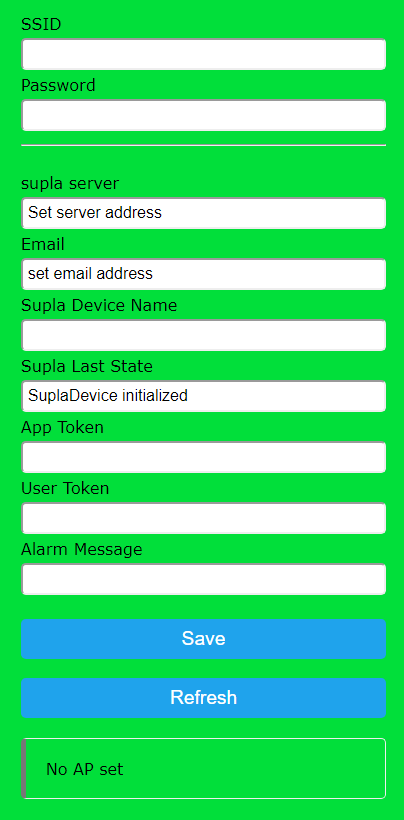 SSID
Password
supla server
Set server address
Email
set email address
Supla Device Name
Supla Last State
SuplaDevice initialized
App Token
User Token
Alarm Message
Save
Refresh
No AP set